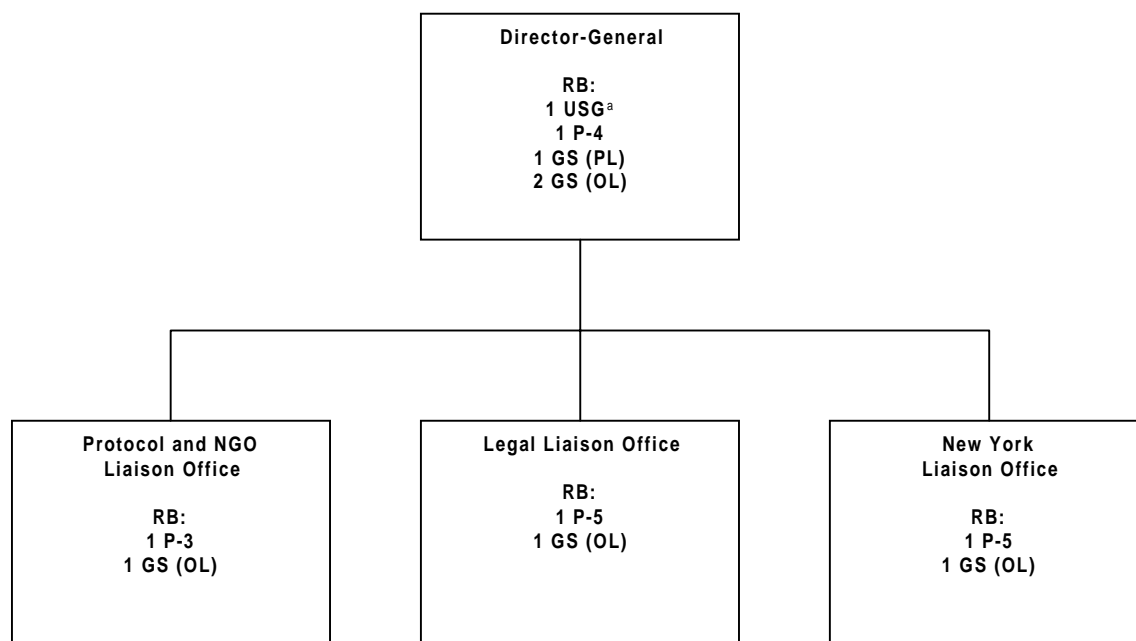 Director-General
RB:
1 USGᵃ
1 P-4
1 GS (PL)
2 GS (OL)
Protocol and NGO
Liaison Office
RB:
1 P-3
1 GS (OL)
Legal Liaison Office
RB:
1 P-5
1 GS (OL)
New York
Liaison Office
RB:
1 P-5
1 GS (OL)